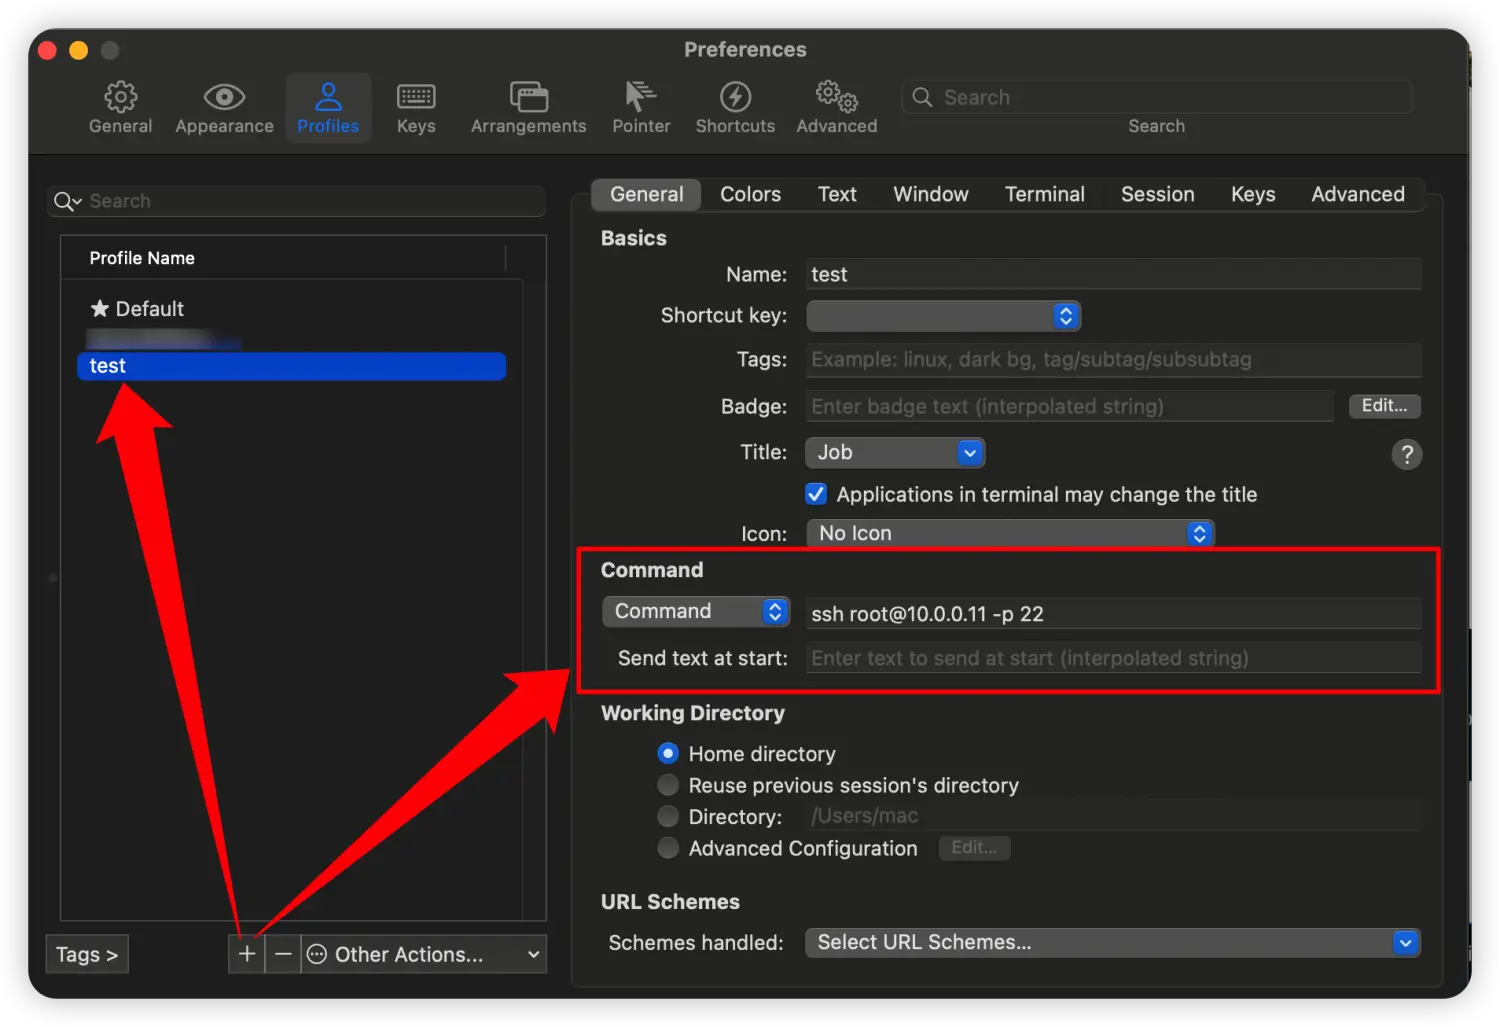 Preferences
General
Appearance
Profiles
Keys
Arrangements
Pointer
Shortcuts
Advanced
Search
Search
Search
Profile Name
★ Default
test
Tags >
+
−
Other Actions...
General
Colors
Text
Window
Terminal
Session
Keys
Advanced
Basics
Name: test
Shortcut key:
Tags: Example: linux, dark bg, tag/subtag/subsubtag
Badge: Enter badge text (interpolated string) Edit...
Title: Job
?
Applications in terminal may change the title
Icon: No Icon
Command
Command ssh root@10.0.0.11 -p 22
Send text at start: Enter text to send at start (interpolated string)
Working Directory
Home directory
Reuse previous session's directory
Directory: /Users/mac
Advanced Configuration Edit...
URL Schemes
Schemes handled: Select URL Schemes...